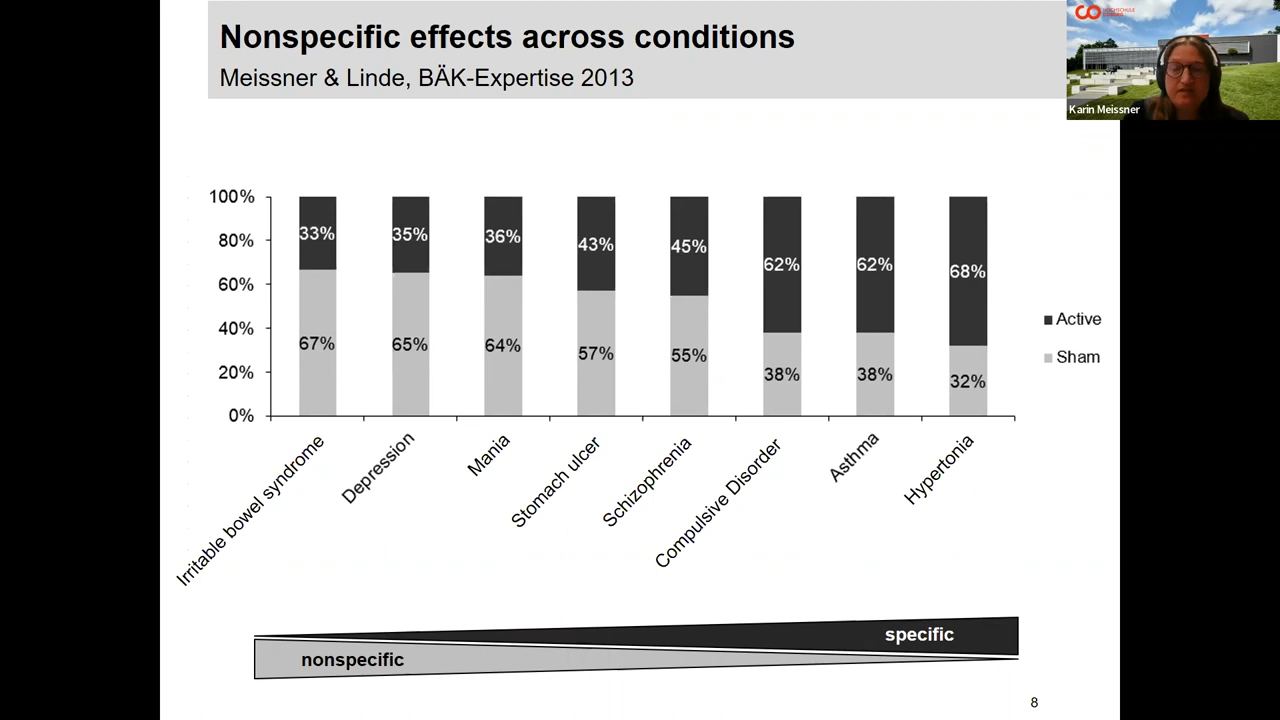 Nonspecific effects across conditions
Meissner & Linde, BÄK-Expertise 2013
CO HOCHSCHULE
Karin Meissner
100%
80%
60%
40%
20%
0%
33%
35%
36%
43%
45%
62%
62%
68%
67%
65%
64%
57%
55%
38%
38%
32%
Active
Sham
Irritable bowel syndrome
Depression
Mania
Stomach ulcer
Schizophrenia
Compulsive Disorder
Asthma
Hypertonia
specific
nonspecific
8